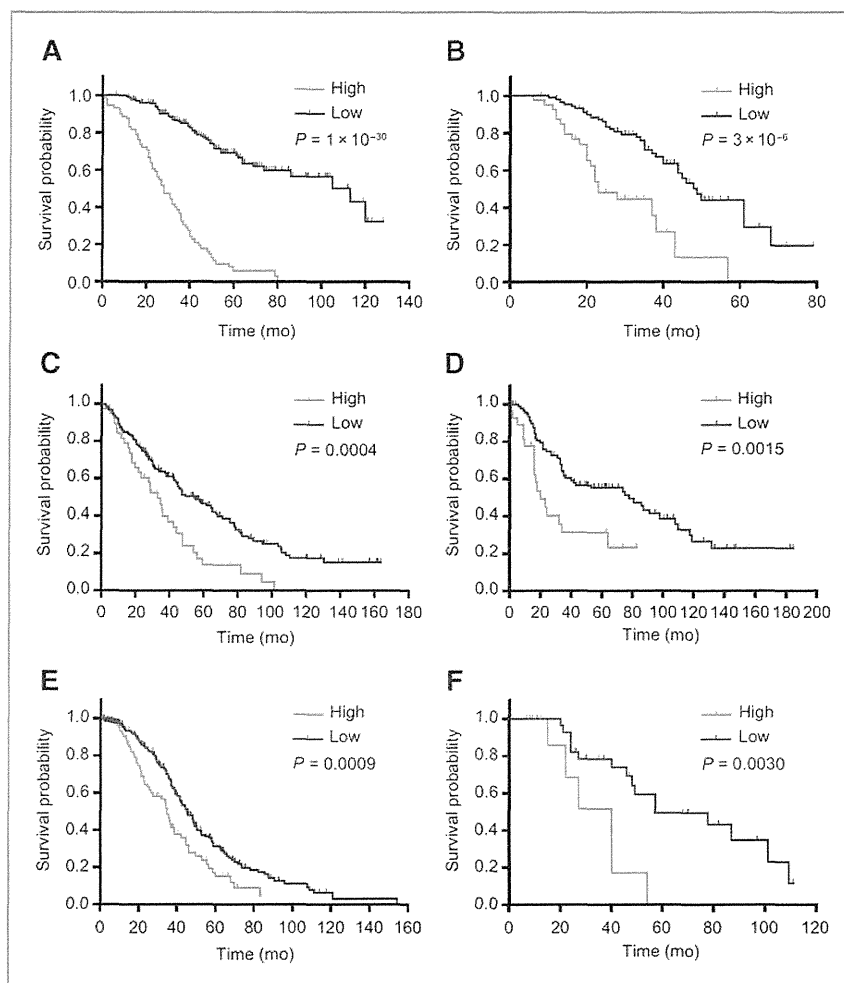 A
High
Low
P = 1 × 10⁻³⁰
Survival probability
1.0
0.8
0.6
0.4
0.2
0.0
0 20 40 60 80 100 120 140
Time (mo)
B
High
Low
P = 3 × 10⁻⁶
Survival probability
1.0
0.8
0.6
0.4
0.2
0.0
0 20 40 60 80
Time (mo)
C
High
Low
P = 0.0004
Survival probability
1.0
0.8
0.6
0.4
0.2
0.0
0 20 40 60 80 100 120 140 160 180
Time (mo)
D
High
Low
P = 0.0015
Survival probability
1.0
0.8
0.6
0.4
0.2
0.0
0 20 40 60 80 100 120 140 160 180 200
Time (mo)
E
High
Low
P = 0.0009
Survival probability
1.0
0.8
0.6
0.4
0.2
0.0
0 20 40 60 80 100 120 140 160
Time (mo)
F
High
Low
P = 0.0030
Survival probability
1.0
0.8
0.6
0.4
0.2
0.0
0 20 40 60 80 100 120
Time (mo)